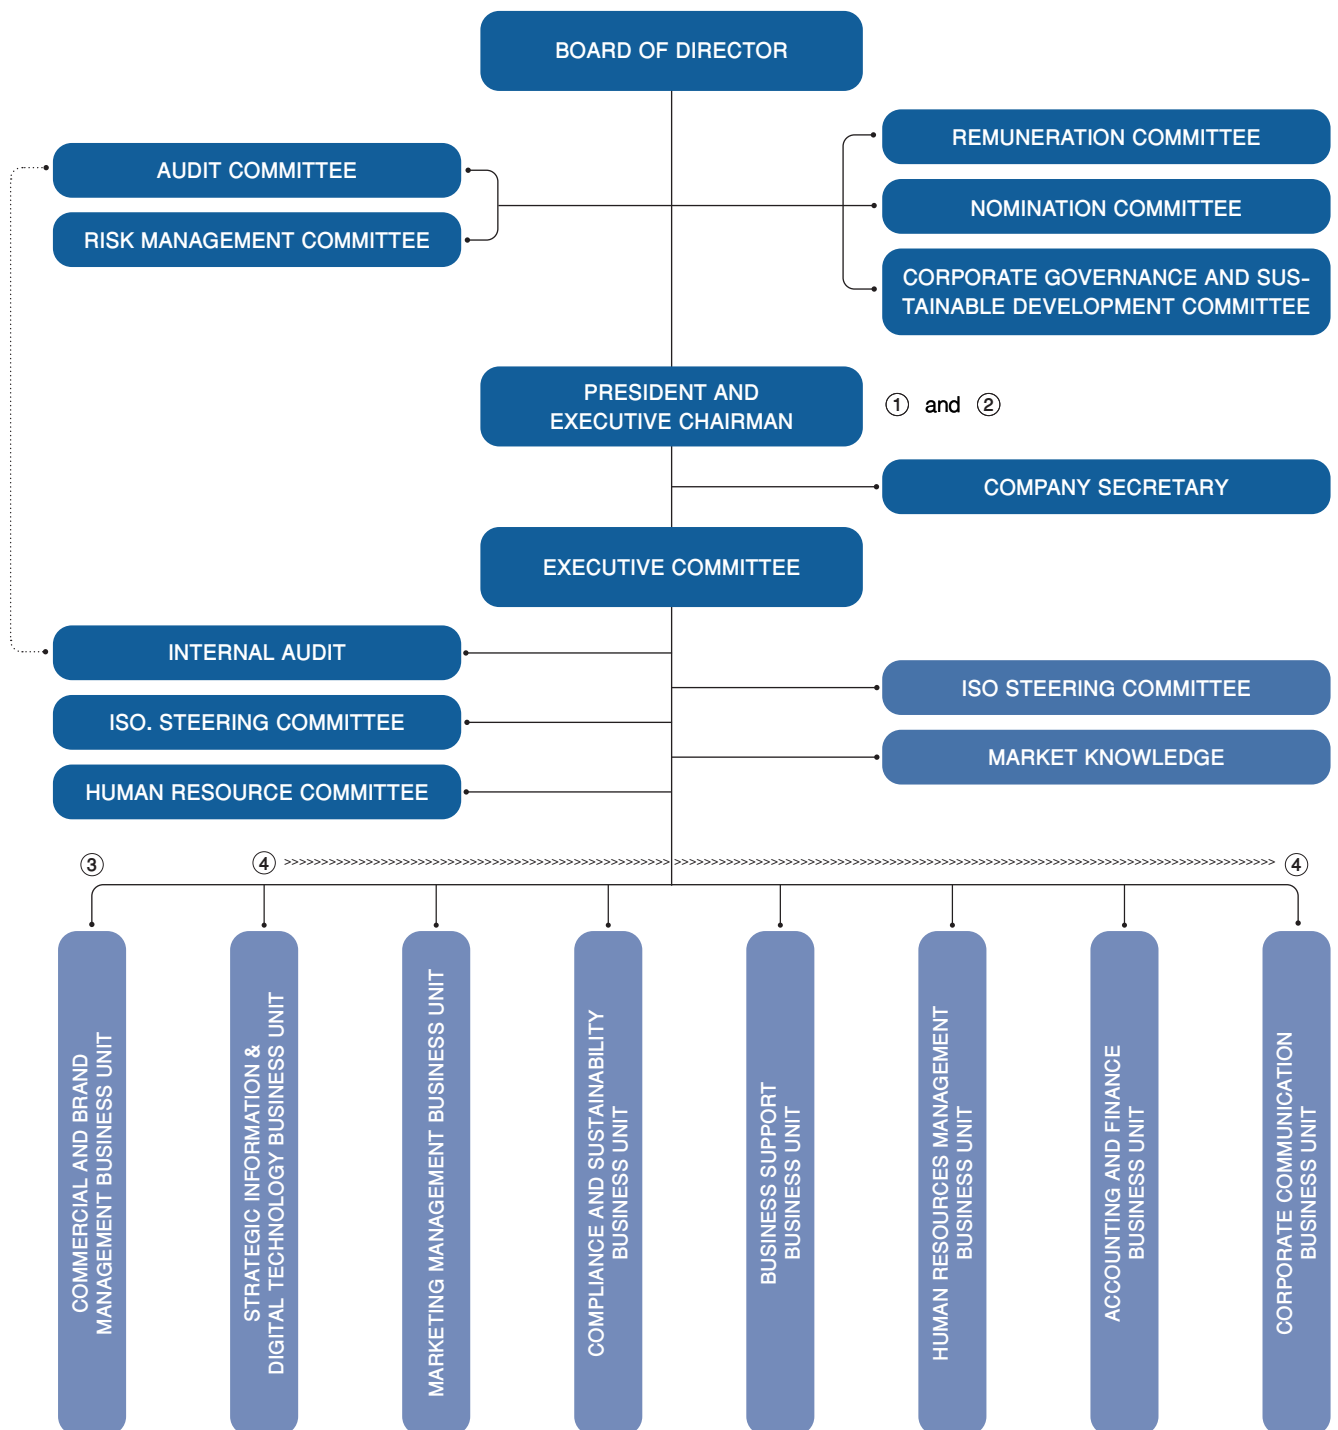 BOARD OF DIRECTOR
REMUNERATION COMMITTEE
AUDIT COMMITTEE
NOMINATION COMMITTEE
RISK MANAGEMENT COMMITTEE
CORPORATE GOVERNANCE AND SUS-
TAINABLE DEVELOPMENT COMMITTEE
PRESIDENT AND
EXECUTIVE CHAIRMAN
① and ②
COMPANY SECRETARY
EXECUTIVE COMMITTEE
INTERNAL AUDIT
ISO STEERING COMMITTEE
ISO. STEERING COMMITTEE
MARKET KNOWLEDGE
HUMAN RESOURCE COMMITTEE
③
④ >>>>>>>>>>>>>>>>>>>>>>>>>>>>>>>>>>>>>>>>>>>>>>>>>>>>>>>>>>>>>>> >>>>>>>>>>>>>>>>>>>>>>>>>>>>>>>>>>>>>>>>>>>>>>>>>>>>>>>>>>>>>>>>>>>>>>>>>>>>>>>>>>>>>>>>>>>>>>>>>>> ④
COMMERCIAL AND BRAND
MANAGEMENT BUSINESS UNIT
STRATEGIC INFORMATION &
DIGITAL TECHNOLOGY BUSINESS UNIT
MARKETING MANAGEMENT BUSINESS UNIT
COMPLIANCE AND SUSTAINABILITY
BUSINESS UNIT
BUSINESS SUPPORT
BUSINESS UNIT
HUMAN RESOURCES MANAGEMENT
BUSINESS UNIT
ACCOUNTING AND FINANCE
BUSINESS UNIT
CORPORATE COMMUNICATION
BUSINESS UNIT